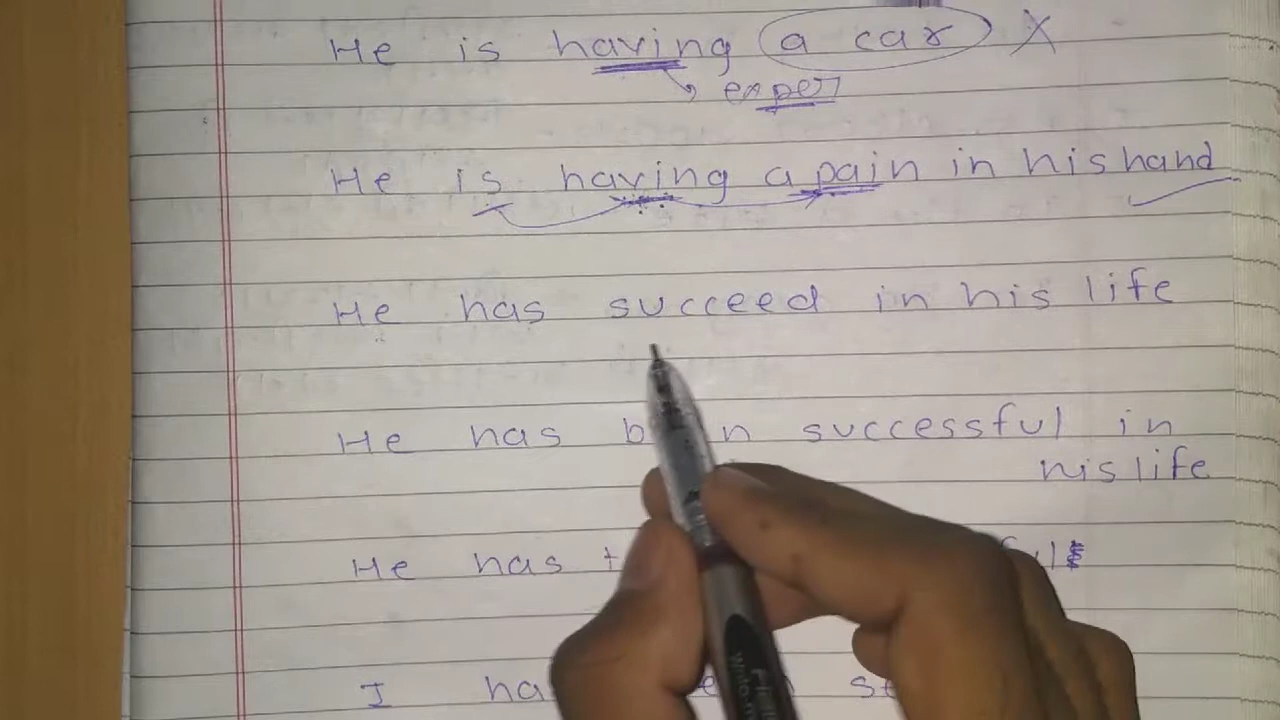 He is having a car X
exper
He is having a pain in his hand
He has succeed in his life
He has successful in
his life
He has
I